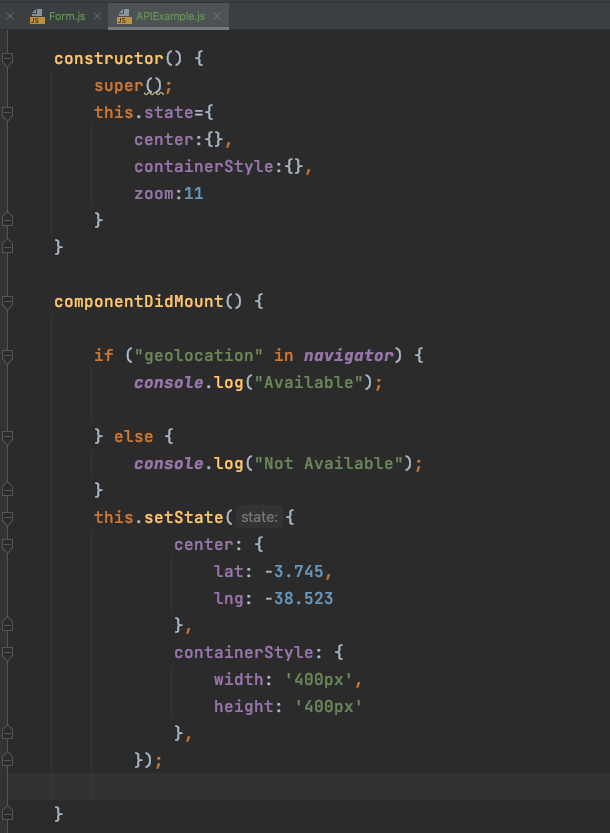 Form.js APIExample.js
JS JS
constructor() {
super();
this.state={
center:{},
containerStyle:{},
zoom:11
}
}
componentDidMount() {
if ("geolocation" in navigator) {
console.log("Available");
} else {
console.log("Not Available");
}
this.setState( state: {
center: {
lat: -3.745,
lng: -38.523
},
containerStyle: {
width: '400px',
height: '400px'
},
});
}